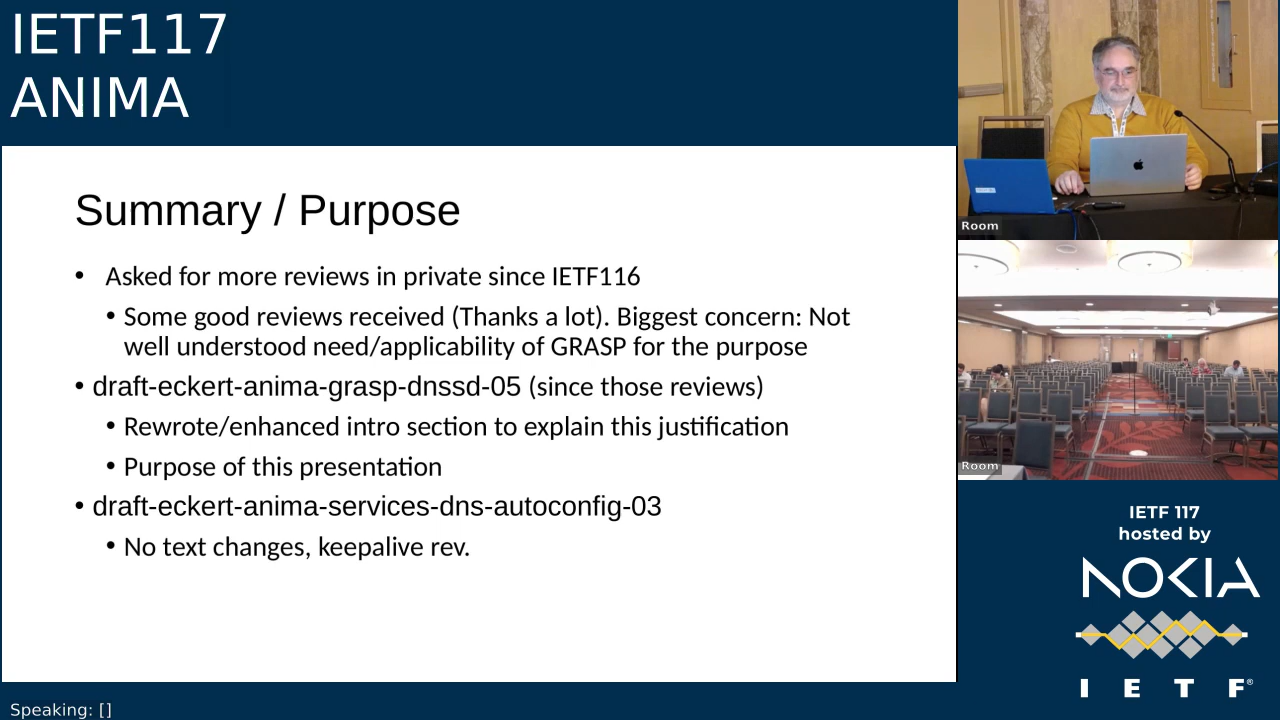 IETF117
ANIMA
Summary / Purpose
• Asked for more reviews in private since IETF116
• Some good reviews received (Thanks a lot). Biggest concern: Not
well understood need/applicability of GRASP for the purpose
• draft-eckert-anima-grasp-dnssd-05 (since those reviews)
• Rewrote/enhanced intro section to explain this justification
• Purpose of this presentation
• draft-eckert-anima-services-dns-autoconfig-03
• No text changes, keepalive rev.
Room
Room
IETF 117
hosted by
NOKIA
I E T F®
Speaking: []